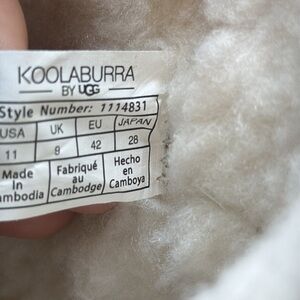 KOOLABURRA
BY UGG
Style Number: 1114831
USA UK EU JAPAN
11 9 42 28
Made Fabriqué Hecho
in au en
mbodia Cambodge Camboya